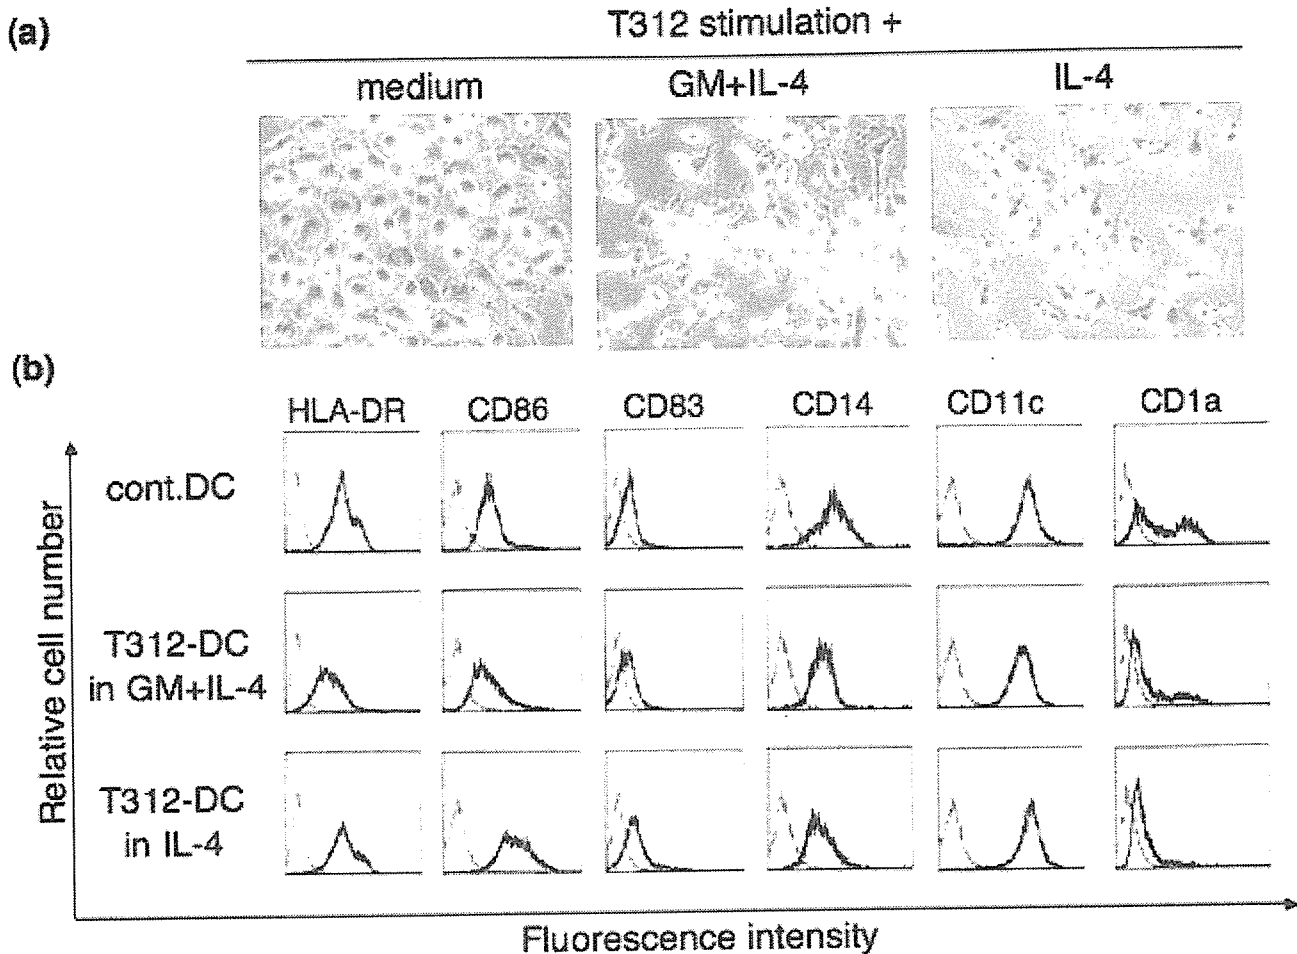 (a)
T312 stimulation +
medium GM+IL-4 IL-4
(b)
HLA-DR CD86 CD83 CD14 CD11c CD1a
cont.DC
T312-DC
in GM+IL-4
T312-DC
in IL-4
Relative cell number
Fluorescence intensity